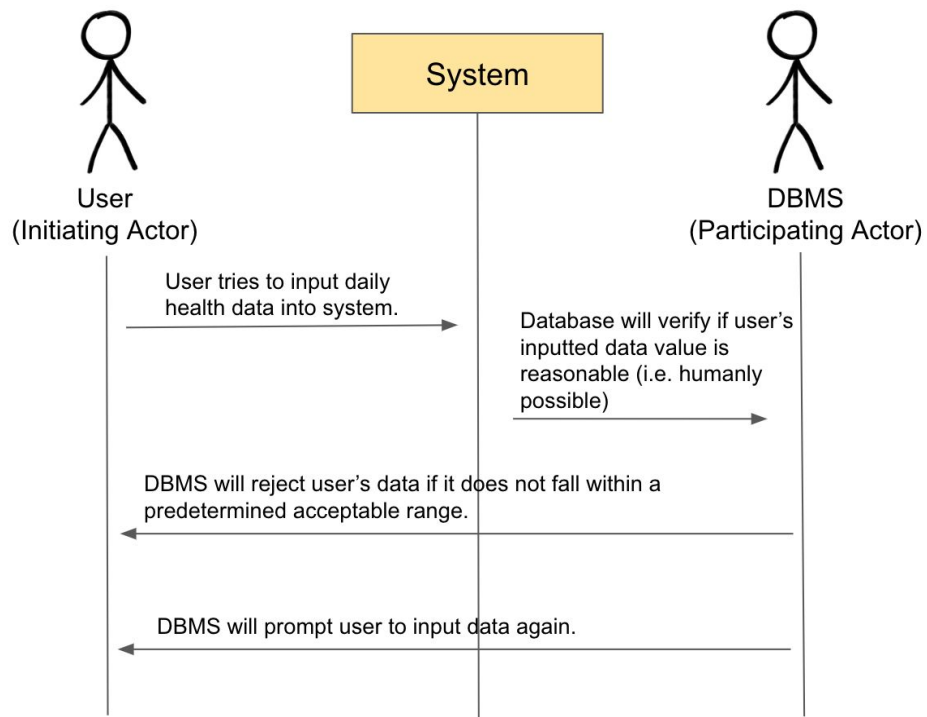 System
User
(Initiating Actor)
DBMS
(Participating Actor)
User tries to input daily
health data into system.
Database will verify if user's
inputted data value is
reasonable (i.e. humanly
possible)
DBMS will reject user's data if it does not fall within a
predetermined acceptable range.
DBMS will prompt user to input data again.